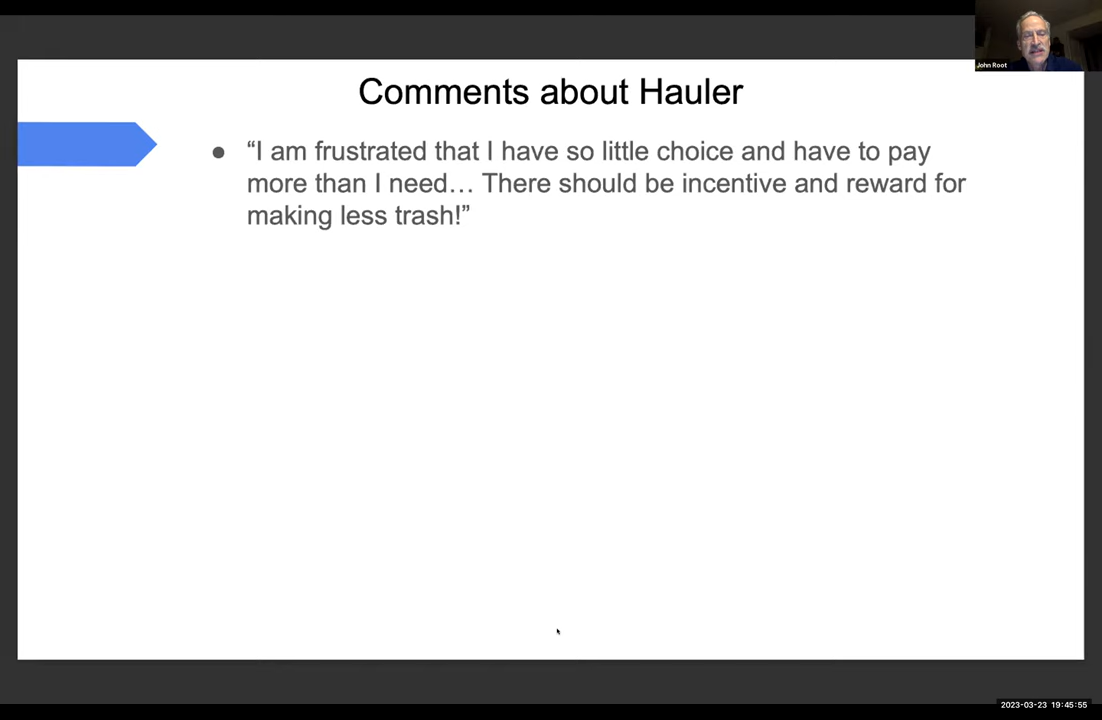 John Root
Comments about Hauler
● “I am frustrated that I have so little choice and have to pay
more than I need… There should be incentive and reward for
making less trash!”
2023-03-23 19:45:55